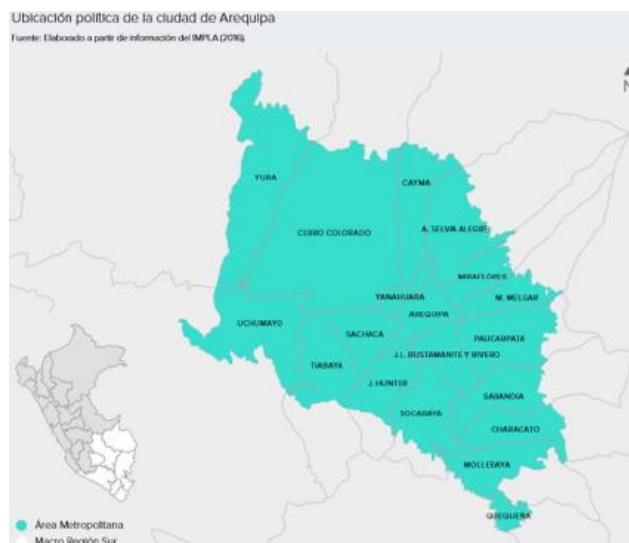 Ubicación política de la ciudad de Arequipa
Fuente: Elaborado a partir de información del IMPLA (2016).
N
YURA
CAYMA
CERRO COLORADO
A. SELVA ALEGRE
MIRAFLORES
YANAHUARA
M. MELGAR
AREQUIPA
UCHUMAYO
SACHACA
PAUCARPATA
J.L. BUSTAMANTE Y RIVERO
TIABAYA
J. HUNTER
SABANDIA
SOCABAYA
CHARACATO
MOLLEBAYA
QUEQUEÑA
Área Metropolitana
Macro Región Sur